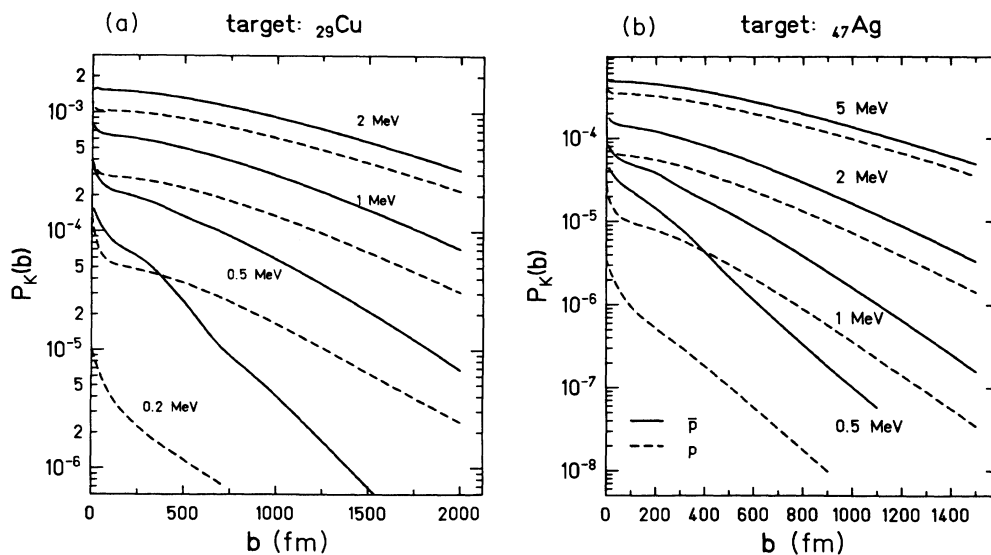 (a) target: ₂₉Cu
2
10⁻³
5
2
10⁻⁴
5
2
10⁻⁵
5
2
10⁻⁶
P_K(b)
2 MeV
1 MeV
0.5 MeV
0.2 MeV
0 500 1000 1500 2000
b (fm)
(b) target: ₄₇Ag
10⁻⁴
10⁻⁵
10⁻⁶
10⁻⁷
10⁻⁸
P_K(b)
5 MeV
2 MeV
1 MeV
0.5 MeV
p̄
p
0 200 400 600 800 1000 1200 1400
b (fm)